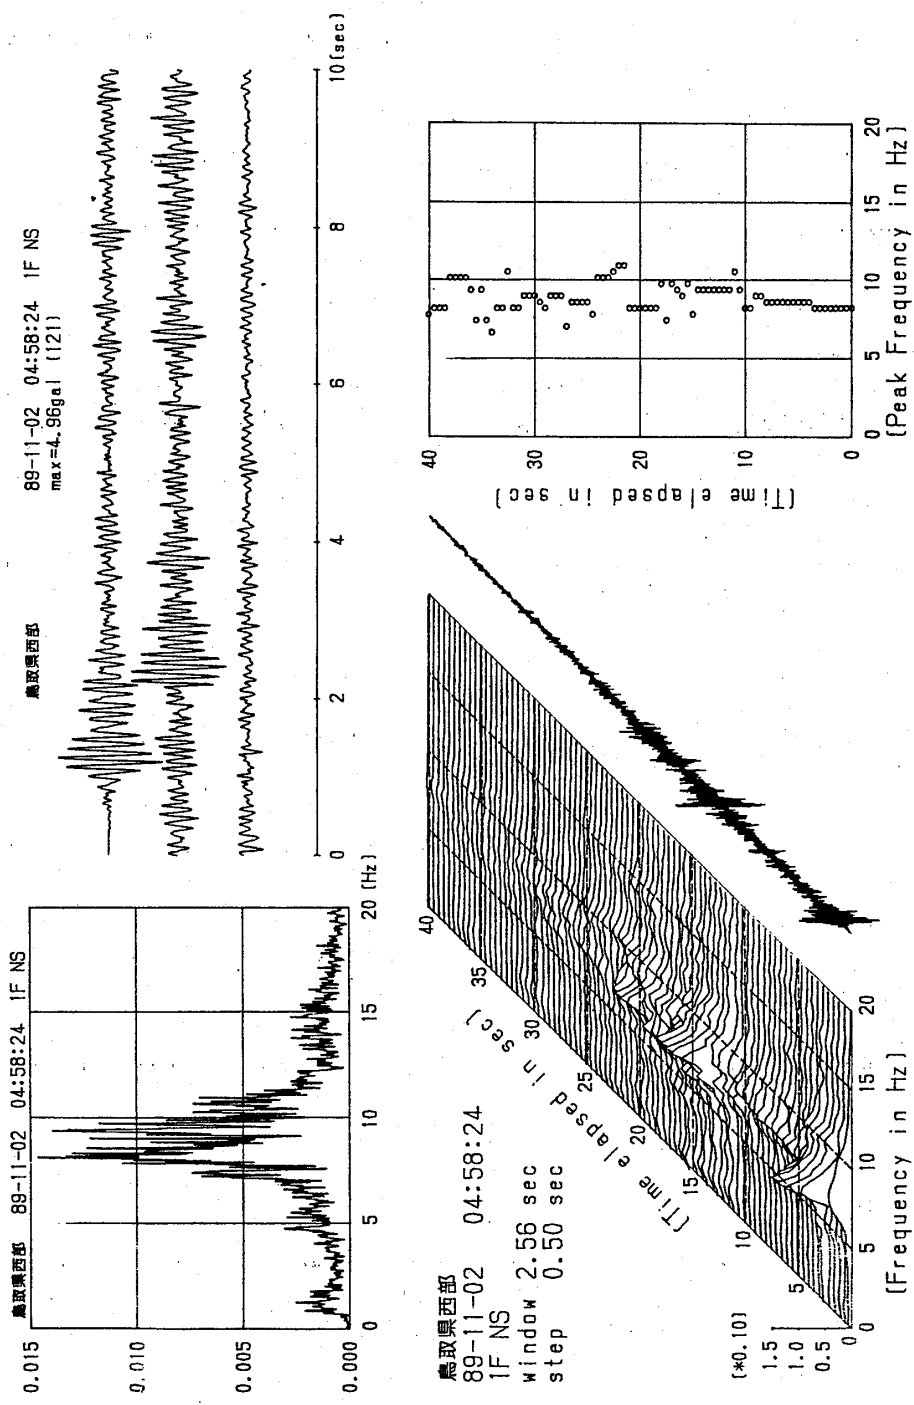 鳥取県西部 89-11-02 04:58:24 1F NS
0.015
0.010
0.005
0.000
0 5 10 15 20 [Hz]
鳥取県西部 89-11-02 04:58:24 1F NS
max=4.96gal (121)
0 2 4 6 8 10[sec]
鳥取県西部
89-11-02 04:58:24
1F NS
window 2.56 sec
step 0.50 sec
[*0.10]
1.5
1.0
0.5
0
5
10
15
20
25
30
35
40
[Time elapsed in sec]
0 5 10 15 20
[Frequency in Hz]
40
30
20
10
0
[Time elapsed in sec]
0 5 10 15 20
[Peak Frequency in Hz]